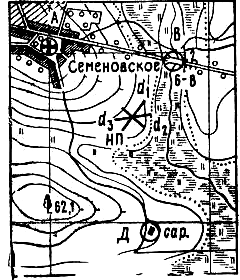 А
В
Семеновское
б-в
d₁
d₃
d₂
НП
62,1
Д
сар.